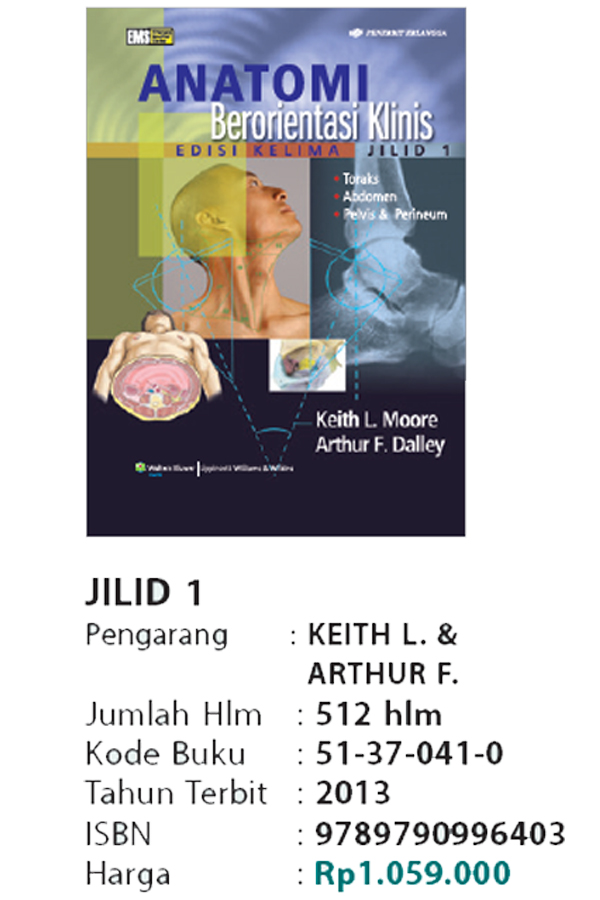 EMS
PENERBIT ERLANGGA
ANATOMI
Berorientasi Klinis
EDISI KELIMA JILID 1
• Toraks
• Abdomen
• Pelvis & Perineum
Keith L. Moore
Arthur F. Dalley
Wolters Kluwer | Lippincott Williams & Wilkins
JILID 1
Pengarang : KEITH L. &
ARTHUR F.
Jumlah Hlm : 512 hlm
Kode Buku : 51-37-041-0
Tahun Terbit : 2013
ISBN : 9789790996403
Harga : Rp1.059.000